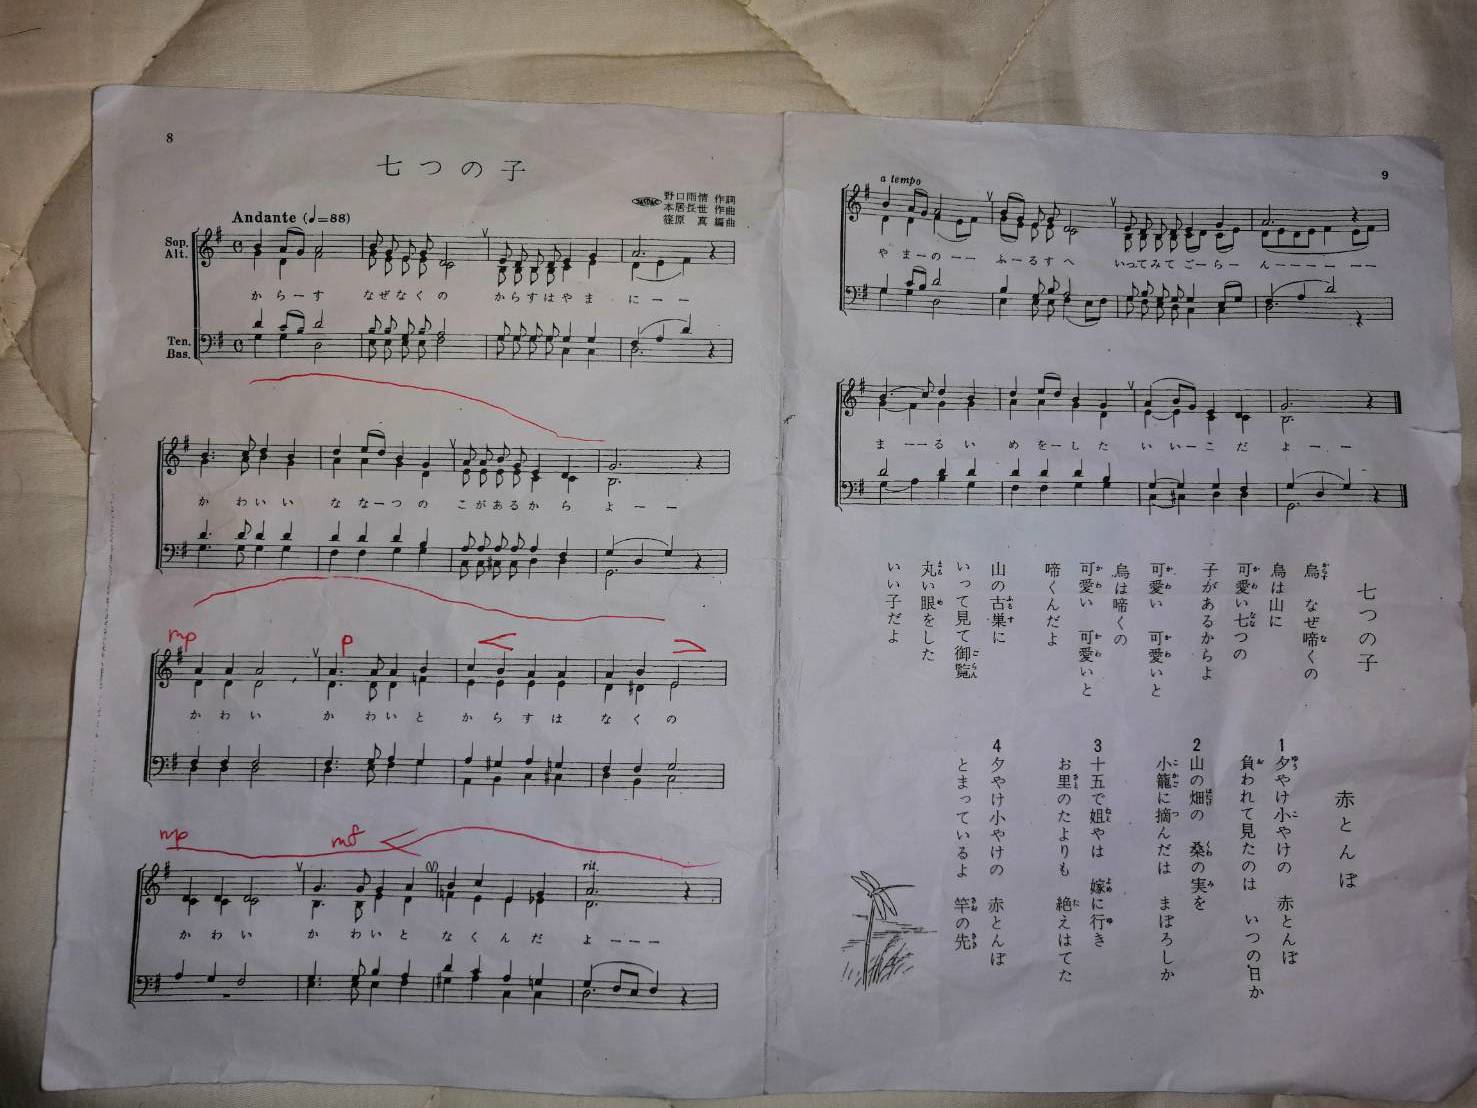 8
七つの子
野口雨情 作詞
本居長世 作曲
篠原 真 編曲
Andante (♩=88)
Sop.
Alt.
からーす なぜなくの からすはやま にーー
Ten.
Bas.
かわいい ななーつの こがあるから よーー
mp p
かわい かわいと からすは なくの
mp mf
(V)
rit.
かわい かわいと なくんだ よーーー
9
a tempo
やまーのーー ふーるすへ いってみてごーらー んーーーーーー
まーーるい めをーした いいーこだ よーー
七つの子
烏 なぜ啼くの
烏は山に
可愛い七つの
子があるからよ
可愛い 可愛いと
烏は啼くの
可愛い 可愛いと
啼くんだよ
山の古巣に
いって見て御覧
丸い眼をした
いい子だよ
赤とんぼ
1 夕やけ小やけの 赤とんぼ
負われて見たのは いつの日か
2 山の畑の 桑の実を
小籠に摘んだは まぼろしか
3 十五で姐やは 嫁に行き
お里のたよりも 絶えはてた
4 夕やけ小やけの 赤とんぼ
とまっているよ 竿の先